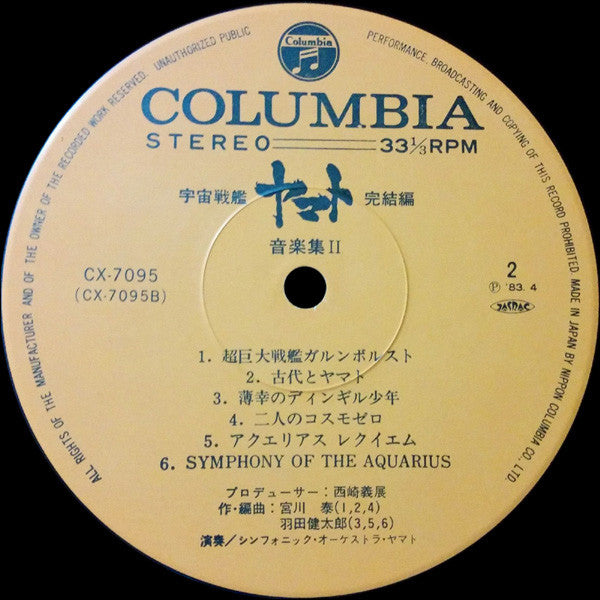 Columbia
ALL RIGHTS OF THE MANUFACTURER AND OF THE OWNER OF THE RECORDED WORK RESERVED. UNAUTHORIZED PUBLIC PERFORMANCE, BROADCASTING AND COPYING OF THIS RECORD PROHIBITED. MADE IN JAPAN BY NIPPON COLUMBIA CO., LTD.
COLUMBIA
STEREO 33⅓RPM
宇宙戦艦 ヤマト 完結編
音楽集II
CX-7095 2
(CX-7095B) Ⓟ '83. 4
JASRAC
1. 超巨大戦艦ガルンボルスト
2. 古代とヤマト
3. 薄幸のディンギル少年
4. 二人のコスモゼロ
5. アクエリアス レクイエム
6. SYMPHONY OF THE AQUARIUS
プロデューサー:西崎義展
作・編曲:宮川 泰(1,2,4)
羽田健太郎(3,5,6)
演奏/シンフォニック・オーケストラ・ヤマト